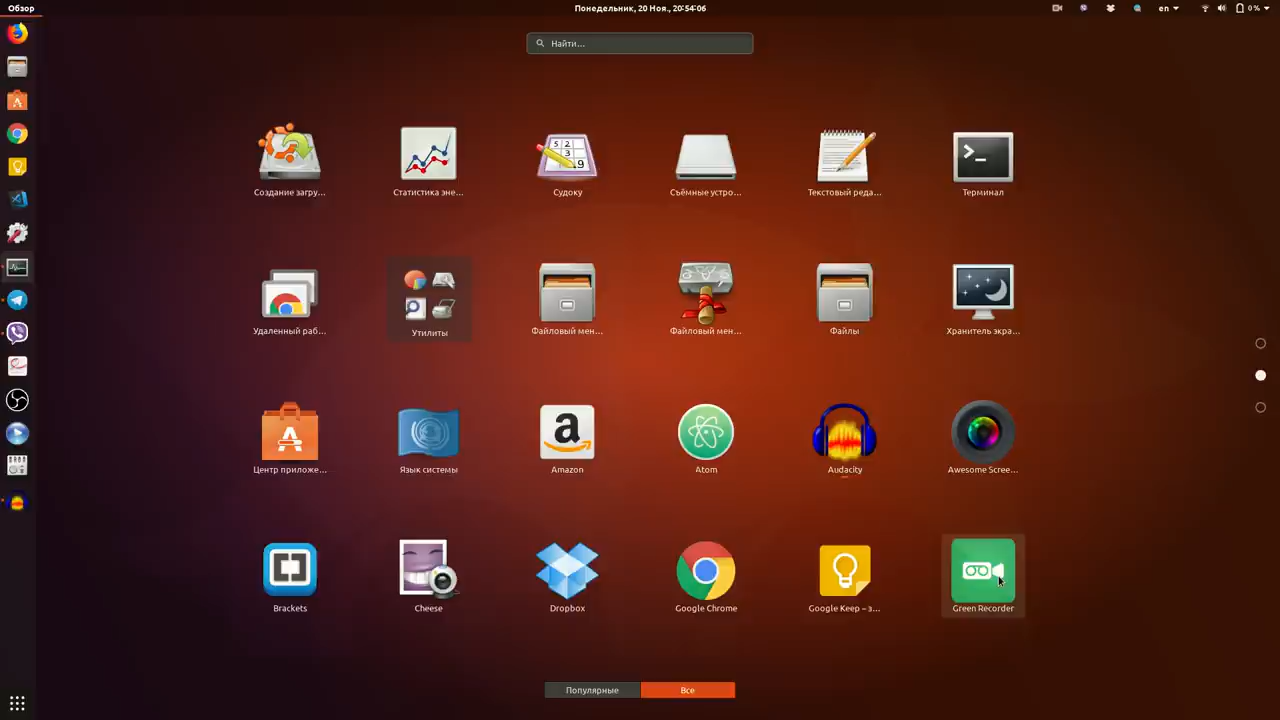 Обзор
Понедельник, 20 Ноя., 20:54:06
en
0 %
Найти...
Создание загру...
Статистика эне...
Судоку
Съёмные устро...
Текстовый реда...
Терминал
Удаленный раб...
Утилиты
Файловый мен...
Файловый мен...
Файлы
Хранитель экра...
Центр приложе...
Язык системы
Amazon
Atom
Audacity
Awesome Scree...
Brackets
Cheese
Dropbox
Google Chrome
Google Keep – з...
Green Recorder
Популярные
Все